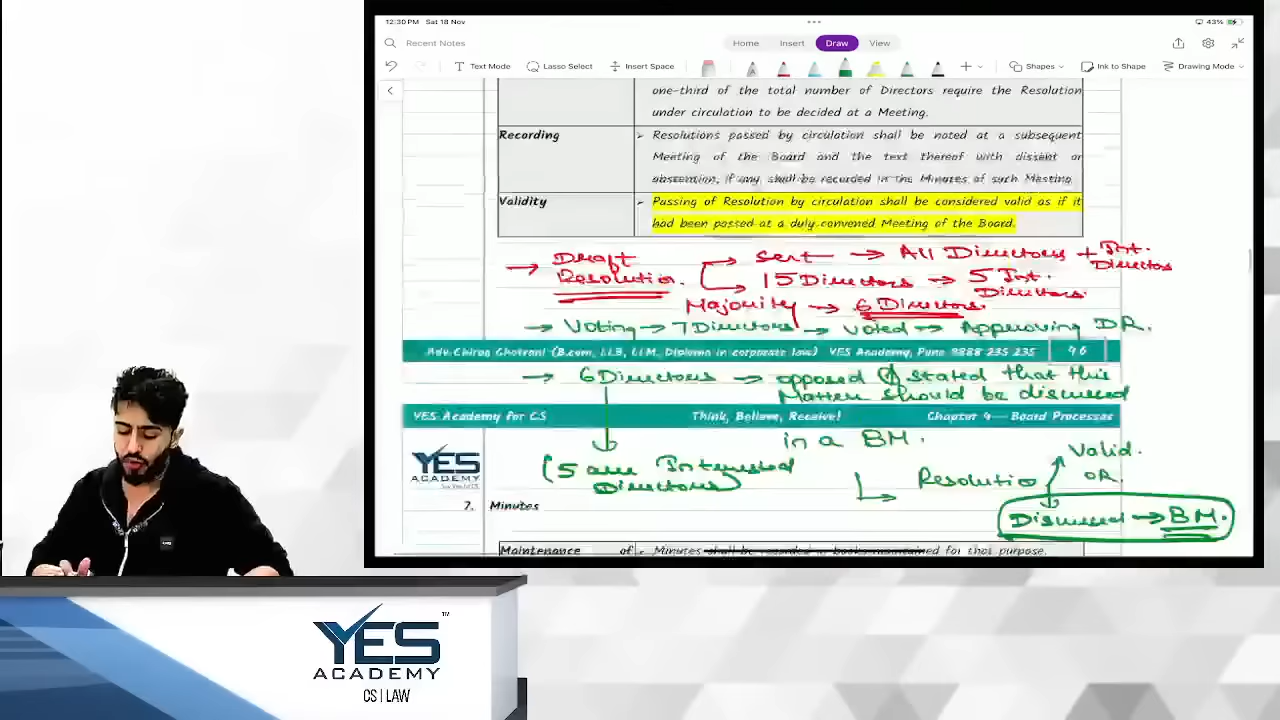 12:30 PM Sat 18 Nov
43%
Recent Notes
Home Insert Draw View
Text Mode Lasso Select Insert Space Shapes Ink to Shape Drawing Mode
one-third of the total number of Directors require the Resolution
under circulation to be decided at a Meeting.
Recording
➢ Resolutions passed by circulation shall be noted at a subsequent
Meeting of the Board and the text thereof with dissent or
abstention, if any shall be recorded in the Minutes of such Meeting
Validity
Passing of Resolution by circulation shall be considered valid as if it
had been passed at a duly convened Meeting of the Board.
→ Draft Resolution
Sent → All Directors + Int. Directors
15 Directors → 5 Int. Directors.
Majority → 6 Directors.
→ Voting → 7 Directors → Voted → Approving DR.
Adv. Chirag Chotrani (B.com, LLB, LLM, Diploma in corporate law) YES Academy, Pune 8888 235 235 96
→ 6 Directors → opposed & stated that this
Matter should be discussed
YES Academy for CS Think, Believe, Receive! Chapter 9 – Board Processes
in a BM.
YES
ACADEMY
(5 are Interested
Directors)
Resolution
Valid.
OR
Discussed → BM.
7. Minutes
Maintenance of
Minutes shall be recorded in books maintained for that purpose.
YES™
ACADEMY
CS | LAW